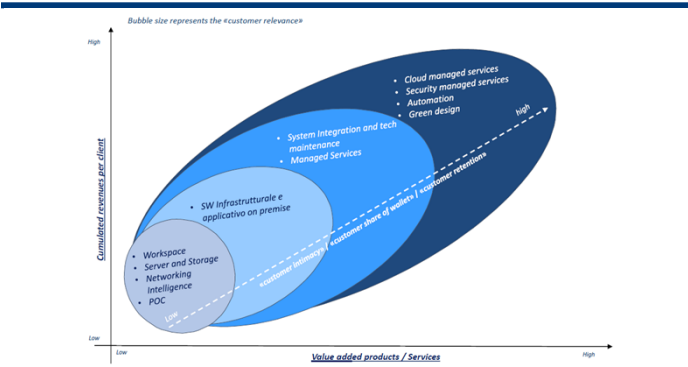 Bubble size represents the «customer relevance»
High
Cumulated revenues per client
Low
• Cloud managed services
• Security managed services
• Automation
• Green design
high
• System Integration and tech
maintenance
• Managed Services
• SW Infrastrutturale e
applicativo on premise
«customer intimacy» / «customer share of wallet» / «customer retention»
• Workspace
• Server and Storage
• Networking
Intelligence
• POC
Low
Low
Value added products / Services
High